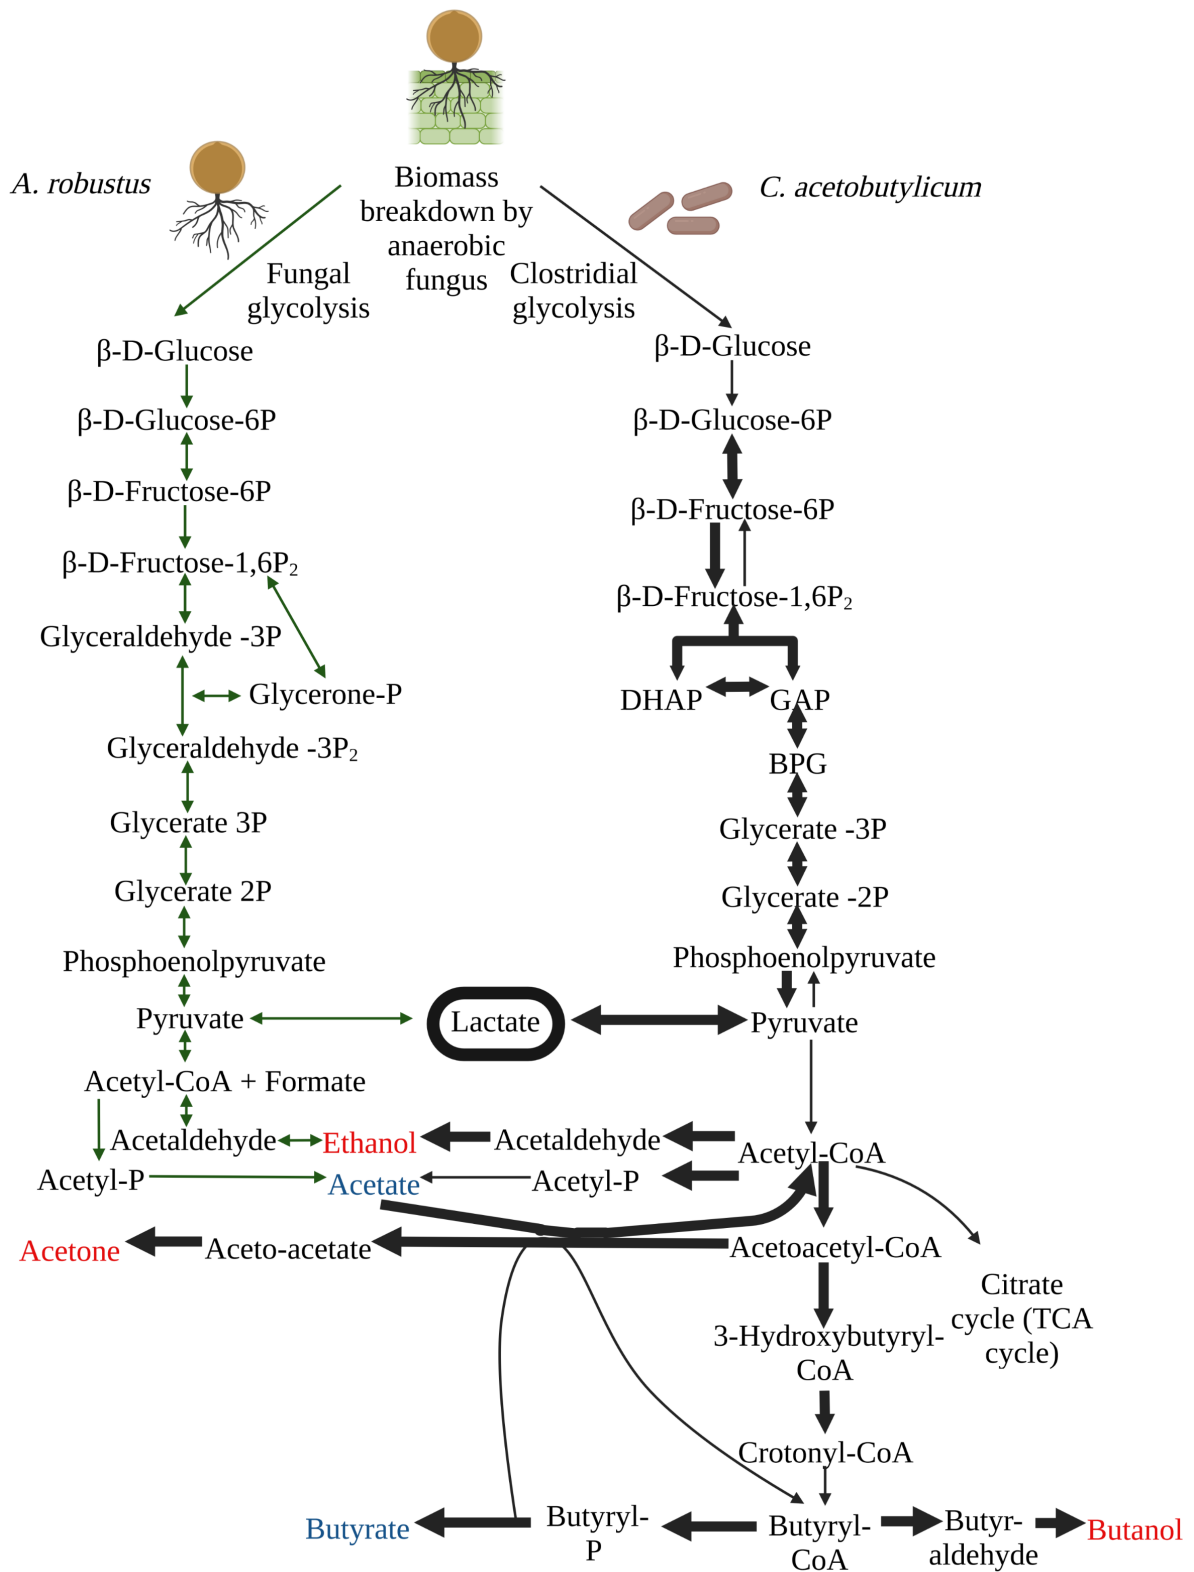 A. robustus
Biomass
breakdown by
anaerobic
fungus
C. acetobutylicum
Fungal
glycolysis
Clostridial
glycolysis
β-D-Glucose
β-D-Glucose-6P
β-D-Fructose-6P
β-D-Fructose-1,6P₂
Glyceraldehyde -3P
Glycerone-P
Glyceraldehyde -3P₂
Glycerate 3P
Glycerate 2P
Phosphoenolpyruvate
Pyruvate
Acetyl-CoA + Formate
Acetaldehyde
Acetyl-P
Lactate
β-D-Glucose
β-D-Glucose-6P
β-D-Fructose-6P
β-D-Fructose-1,6P₂
DHAP
GAP
BPG
Glycerate -3P
Glycerate -2P
Phosphoenolpyruvate
Pyruvate
Ethanol
Acetaldehyde
Acetyl-CoA
Acetate
Acetyl-P
Acetone
Aceto-acetate
Acetoacetyl-CoA
Citrate
cycle (TCA
cycle)
3-Hydroxybutyryl-
CoA
Crotonyl-CoA
Butyrate
Butyryl-
P
Butyryl-
CoA
Butyr-
aldehyde
Butanol